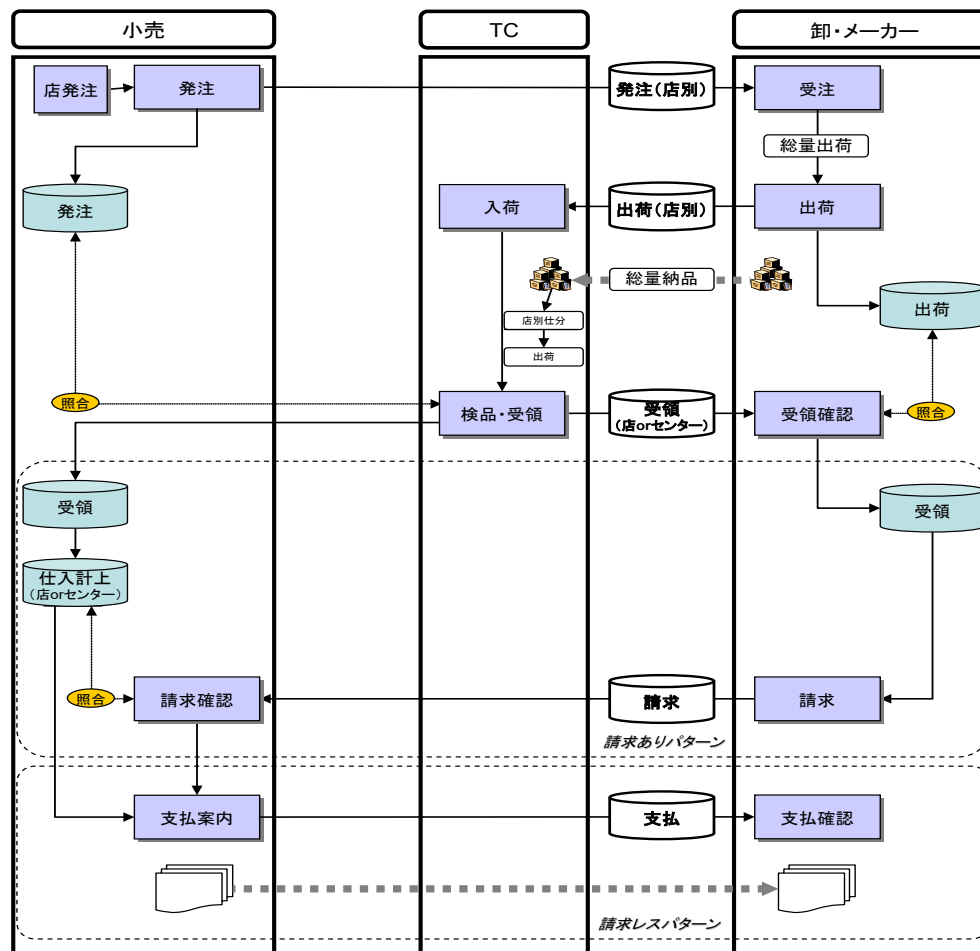 小売
TC
卸・メーカー
店発注
発注
発注（店別）
受注
総量出荷
発注
入荷
出荷（店別）
出荷
総量納品
出荷
店別仕分
出荷
照合
検品・受領
受領
（店orセンター）
受領確認
照合
受領
受領
仕入計上
（店orセンター）
照合
請求確認
請求
請求
請求ありパターン
支払案内
支払
支払確認
請求レスパターン